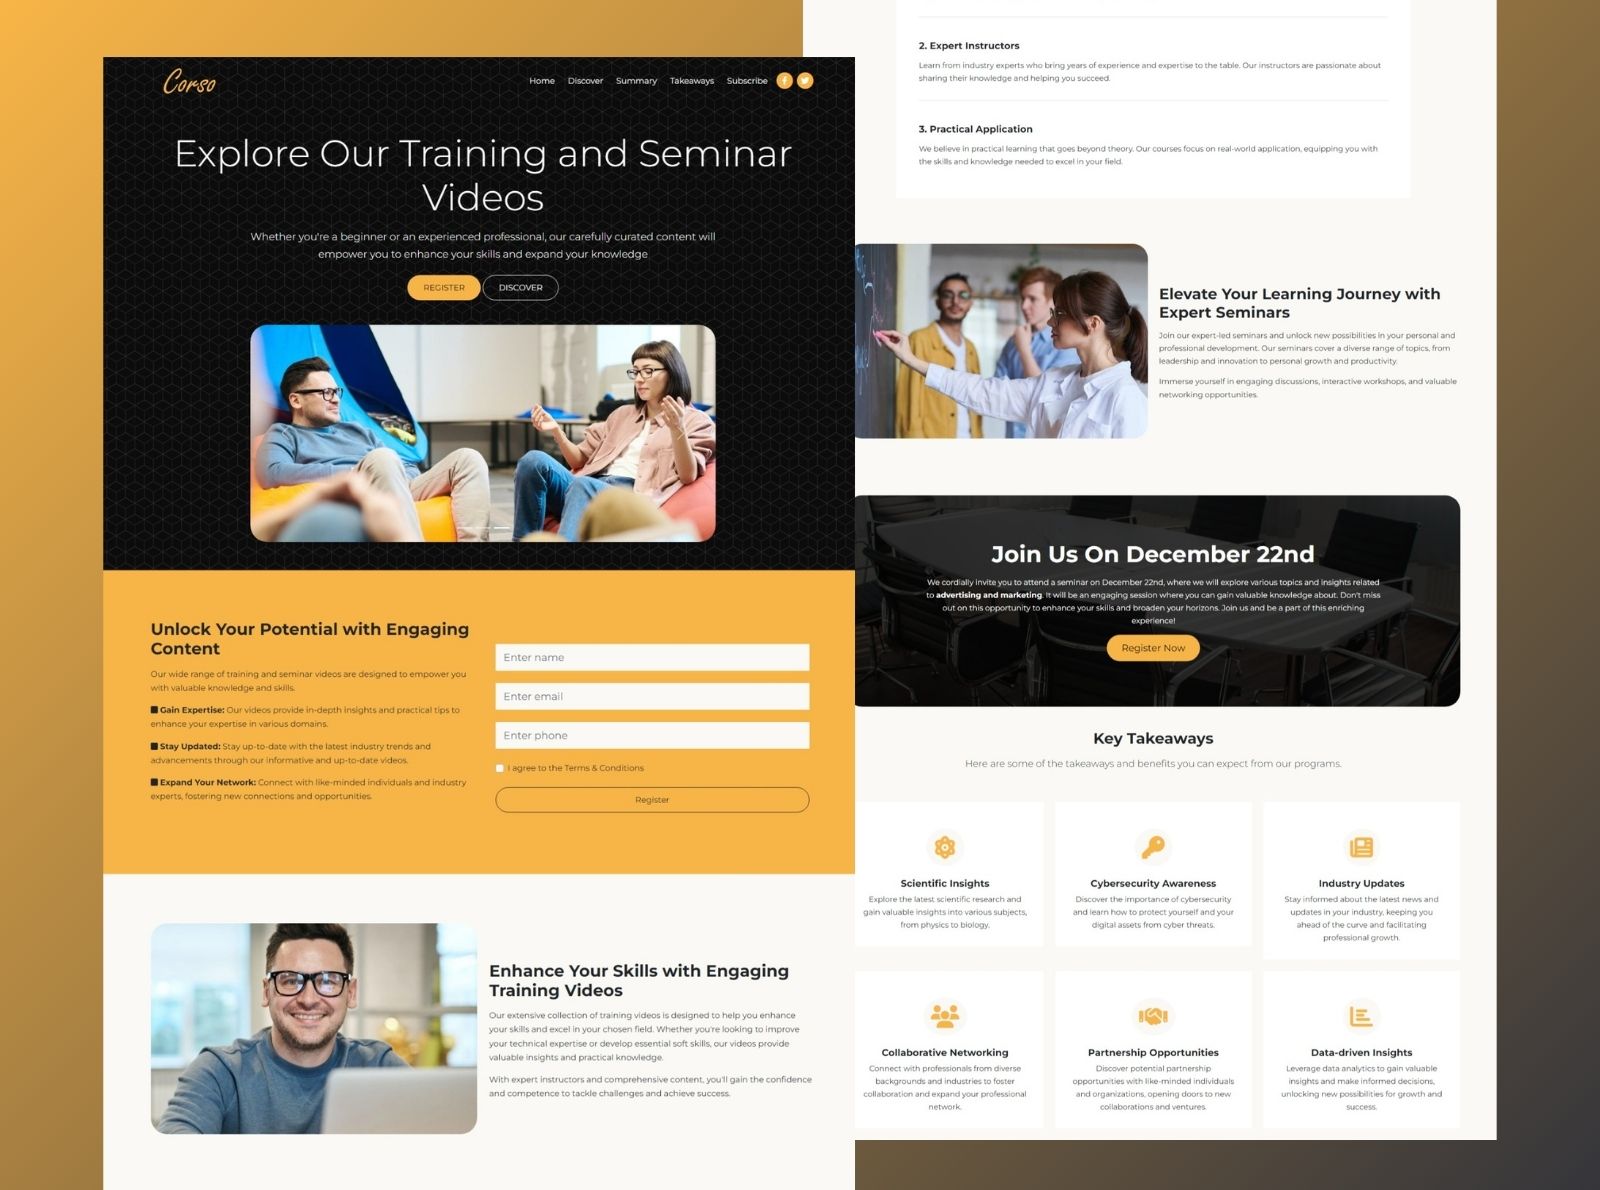 Corso
Home Discover Summary Takeaways Subscribe
Explore Our Training and Seminar
Videos
Whether you're a beginner or an experienced professional, our carefully curated content will
empower you to enhance your skills and expand your knowledge
REGISTER DISCOVER
Unlock Your Potential with Engaging
Content
Our wide range of training and seminar videos are designed to empower you
with valuable knowledge and skills.
Gain Expertise: Our videos provide in-depth insights and practical tips to
enhance your expertise in various domains.
Stay Updated: Stay up-to-date with the latest industry trends and
advancements through our informative and up-to-date videos.
Expand Your Network: Connect with like-minded individuals and industry
experts, fostering new connections and opportunities.
Enter name
Enter email
Enter phone
I agree to the Terms & Conditions
Register
Enhance Your Skills with Engaging
Training Videos
Our extensive collection of training videos is designed to help you enhance
your skills and excel in your chosen field. Whether you're looking to improve
your technical expertise or develop essential soft skills, our videos provide
valuable insights and practical knowledge.
With expert instructors and comprehensive content, you'll gain the confidence
and competence to tackle challenges and achieve success.
2. Expert Instructors
Learn from industry experts who bring years of experience and expertise to the table. Our instructors are passionate about
sharing their knowledge and helping you succeed.
3. Practical Application
We believe in practical learning that goes beyond theory. Our courses focus on real-world application, equipping you with
the skills and knowledge needed to excel in your field.
Elevate Your Learning Journey with
Expert Seminars
Join our expert-led seminars and unlock new possibilities in your personal and
professional development. Our seminars cover a diverse range of topics, from
leadership and innovation to personal growth and productivity.
Immerse yourself in engaging discussions, interactive workshops, and valuable
networking opportunities.
Join Us On December 22nd
We cordially invite you to attend a seminar on December 22nd, where we will explore various topics and insights related
to advertising and marketing. It will be an engaging session where you can gain valuable knowledge about. Don't miss
out on this opportunity to enhance your skills and broaden your horizons. Join us and be a part of this enriching
experience!
Register Now
Key Takeaways
Here are some of the takeaways and benefits you can expect from our programs.
Scientific Insights
Explore the latest scientific research and
gain valuable insights into various subjects,
from physics to biology.
Cybersecurity Awareness
Discover the importance of cybersecurity
and learn how to protect yourself and your
digital assets from cyber threats.
Industry Updates
Stay informed about the latest news and
updates in your industry, keeping you
ahead of the curve and facilitating
professional growth.
Collaborative Networking
Connect with professionals from diverse
backgrounds and industries to foster
collaboration and expand your professional
network.
Partnership Opportunities
Discover potential partnership
opportunities with like-minded individuals
and organizations, opening doors to new
collaborations and ventures.
Data-driven Insights
Leverage data analytics to gain valuable
insights and make informed decisions,
unlocking new possibilities for growth and
success.